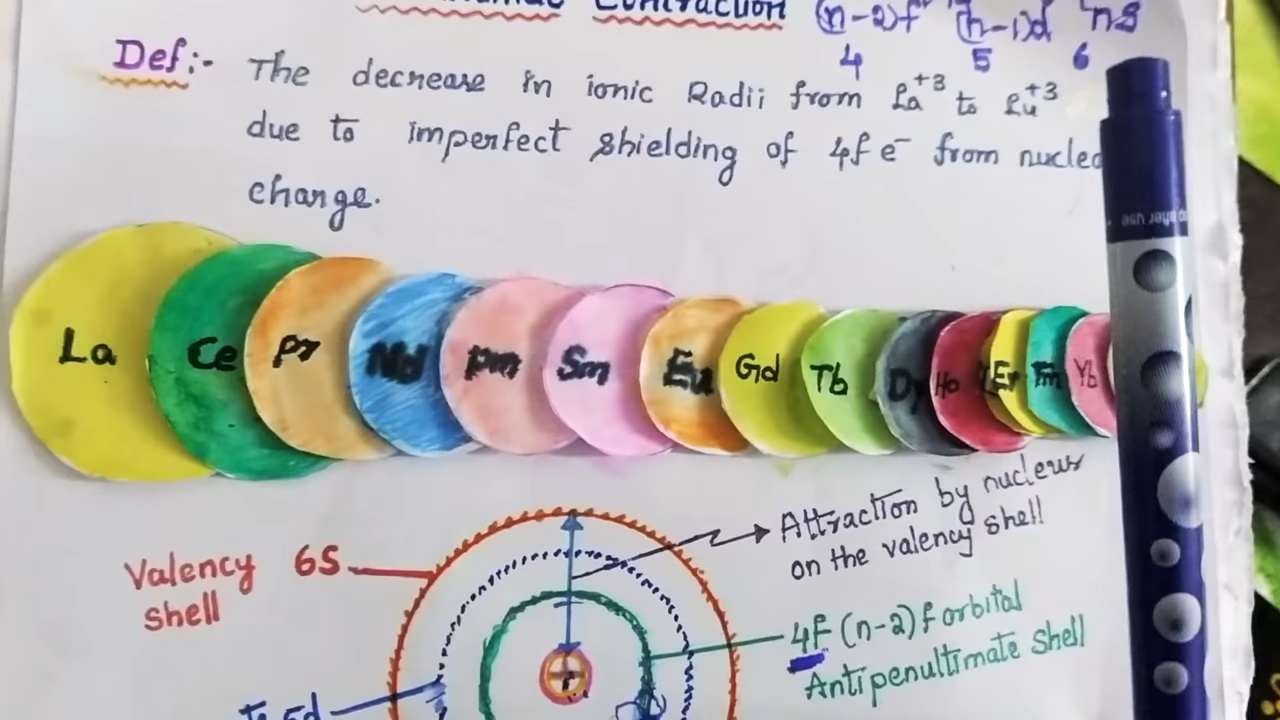 Contraction (n-2)f (n-1)d ns
4 5 6
Def:- The decrease in ionic Radii from La+3 to Lu+3
due to imperfect shielding of 4f e- from nuclea
change.
La Ce Pr Nd Pm Sm Eu Gd Tb Dy Ho Er Tm Yb
Attraction by nucleus
on the valency shell
Valency 6S
shell
4f (n-2) f orbital
Antipenultimate shell
5d